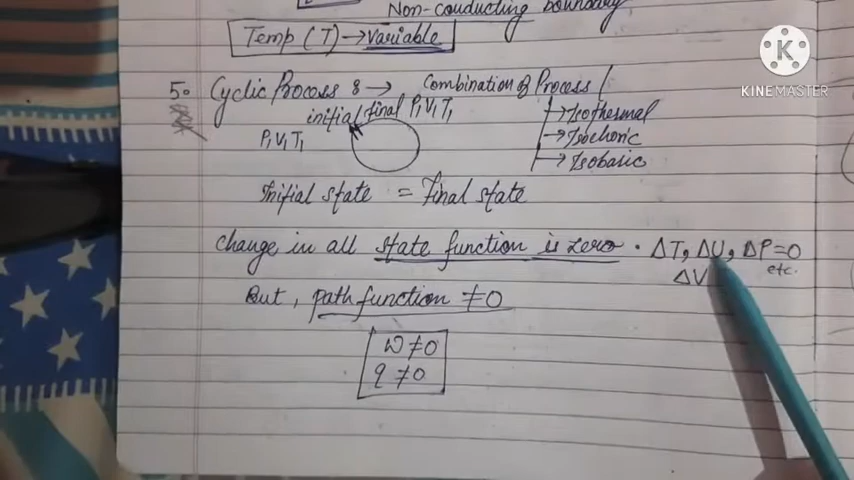 Non-conducting boundary
Temp (T) → variable
KINEMASTER
5. Cyclic Process :→ Combination of Process
initial final P₁V₁T₁
→ Isothermal
P₁V₁T₁
→ Isochoric
→ Isobaric
Initial state = Final state
change in all state function is zero. ΔT, ΔU, ΔP=0
etc.
ΔV
But, path function ≠0
W ≠0
q ≠0